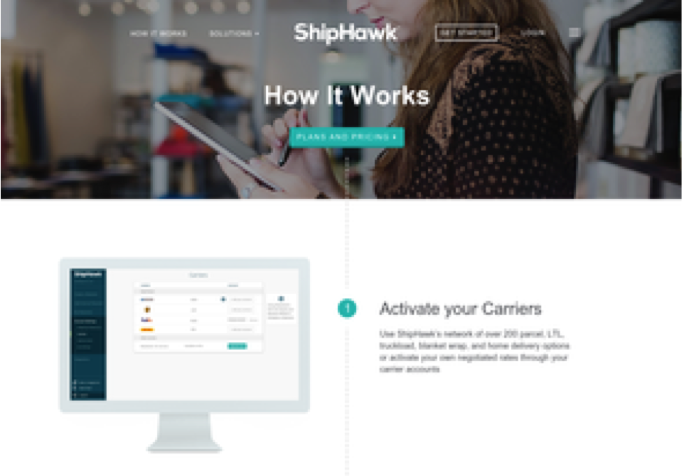 HOW IT WORKS
SOLUTIONS
ShipHawk
GET STARTED
LOGIN
How It Works
PLANS AND PRICING
ShipHawk
1
Activate your Carriers
Use ShipHawk's network of over 200 parcel, LTL,
truckload, blanket wrap, and home delivery options
or activate your own negotiated rates through your
carrier accounts